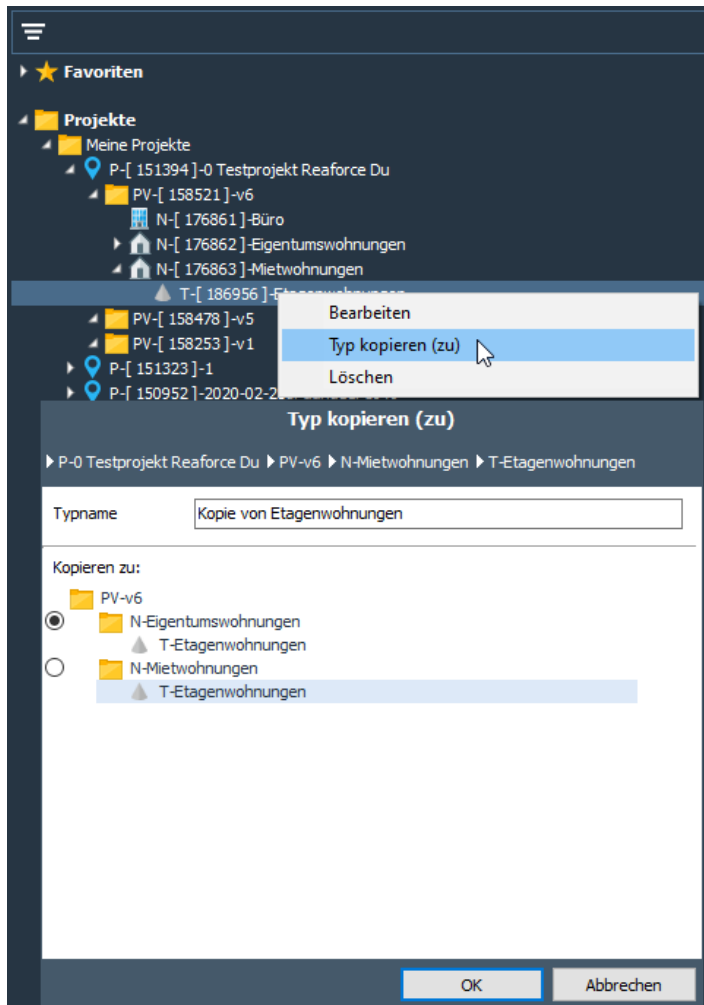 Favoriten
Projekte
Meine Projekte
P-[ 151394 ]-0 Testprojekt Reaforce Du
PV-[ 158521 ]-v6
N-[ 176861 ]-Büro
N-[ 176862 ]-Eigentumswohnungen
N-[ 176863 ]-Mietwohnungen
T-[ 186956 ]-
Bearbeiten
PV-[ 158478 ]-v5
Typ kopieren (zu)
PV-[ 158253 ]-v1
Löschen
P-[ 151323 ]-1
P-[ 150952 ]-2020-02-2
Typ kopieren (zu)
P-0 Testprojekt Reaforce Du PV-v6 N-Mietwohnungen T-Etagenwohnungen
Typname Kopie von Etagenwohnungen
Kopieren zu:
PV-v6
N-Eigentumswohnungen
T-Etagenwohnungen
N-Mietwohnungen
T-Etagenwohnungen
OK Abbrechen